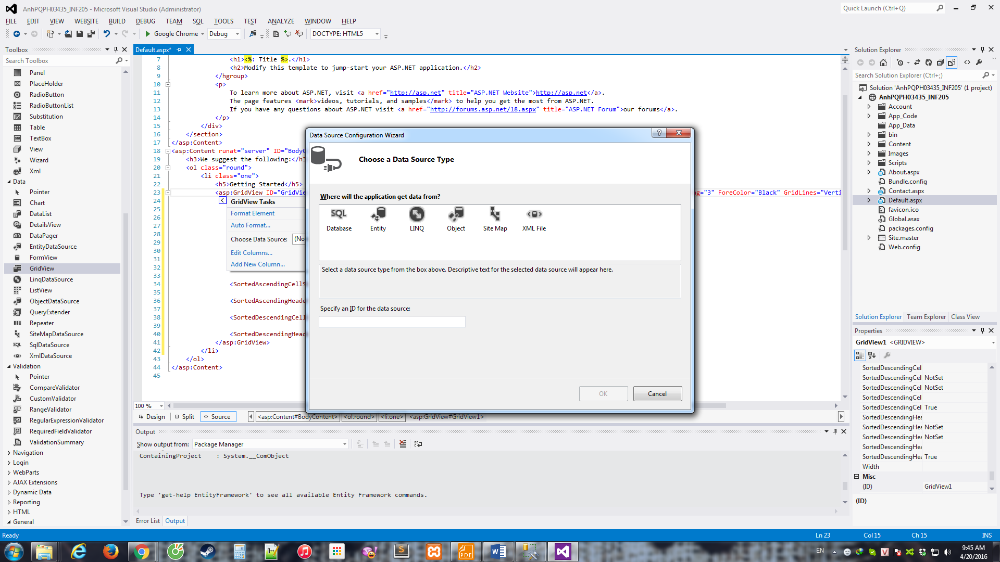 AnhPQPH03435_INF205 - Microsoft Visual Studio (Administrator)
Quick Launch (Ctrl+Q)
FILE EDIT VIEW WEBSITE BUILD DEBUG TEAM SQL TOOLS TEST ANALYZE WINDOW HELP
Google Chrome Debug DOCTYPE: HTML5
Toolbox
Search Toolbox
Panel
PlaceHolder
RadioButton
RadioButtonList
Substitution
Table
TextBox
View
Wizard
Xml
Data
Pointer
Chart
DataList
DetailsView
DataPager
EntityDataSource
FormView
GridView
LinqDataSource
ListView
ObjectDataSource
QueryExtender
Repeater
SiteMapDataSource
SqlDataSource
XmlDataSource
Validation
Pointer
CompareValidator
CustomValidator
RangeValidator
RegularExpressionValidator
RequiredFieldValidator
ValidationSummary
Navigation
Login
WebParts
AJAX Extensions
Dynamic Data
Reporting
HTML
General
Default.aspx*
7 <h1><%: Title %>.</h1>
8 <h2>Modify this template to jump-start your ASP.NET application.</h2>
9 </hgroup>
10 <p>
11 To learn more about ASP.NET, visit <a href="http://asp.net" title="ASP.NET Website">http://asp.net</a>.
12 The page features <mark>videos, tutorials, and samples</mark> to help you get the most from ASP.NET.
13 If you have any questions about ASP.NET visit <a href="http://forums.asp.net/18.aspx" title="ASP.NET Forum">our forums</a>.
14 </p>
15 </div>
16 </section>
17 </asp:Content>
18 <asp:Content runat="server" ID="BodyC
19 <h3>We suggest the following:</h3
20 <ol class="round">
21 <li class="one">
22 <h5>Getting Started</h5>
23 <asp:GridView ID="GridVie ng="3" ForeColor="Black" GridLines="Verti
24
25
26
27
28
29
30
31
32
33
34 <SortedAscendingCellS
35
36 <SortedAscendingHeade
37
38 <SortedDescendingCell
39
40 <SortedDescendingHead
41 </asp:GridView>
42 </li>
43 </ol>
44 </asp:Content>
45
GridView Tasks
Format Element
Auto Format...
Choose Data Source: (No
Edit Columns...
Add New Column...
Data Source Configuration Wizard
Choose a Data Source Type
Where will the application get data from?
SQL
Database Entity LINQ Object Site Map XML File
Select a data source type from the box above. Descriptive text for the selected data source will appear here.
Specify an ID for the data source:
OK Cancel
100 %
Design Split Source <asp:Content#BodyContent> <ol.round> <li.one> <asp:GridView#GridView1>
Output
Show output from: Package Manager
ContainingProject : System.__ComObject
Type 'get-help EntityFramework' to see all available Entity Framework commands.
Error List Output
Solution Explorer
Search Solution Explorer (Ctrl+;)
Solution 'AnhPQPH03435_INF205' (1 project)
AnhPQPH03435_INF205
Account
App_Code
App_Data
bin
Content
Images
Scripts
About.aspx
Bundle.config
Contact.aspx
Default.aspx
favicon.ico
Global.asax
packages.config
Site.master
Web.config
Solution Explorer Team Explorer Class View
Properties
GridView1 <GRIDVIEW>
SortedDescendingCel
SortedDescendingCel NotSet
SortedDescendingCel NotSet
SortedDescendingCel
SortedDescendingCel True
SortedDescendingHea
SortedDescendingHea NotSet
SortedDescendingHea NotSet
SortedDescendingHea
SortedDescendingHea True
Width
Misc
(ID) GridView1
(ID)
Ready Ln 23 Col 15 Ch 15 INS
EN 9:45 AM
4/20/2016